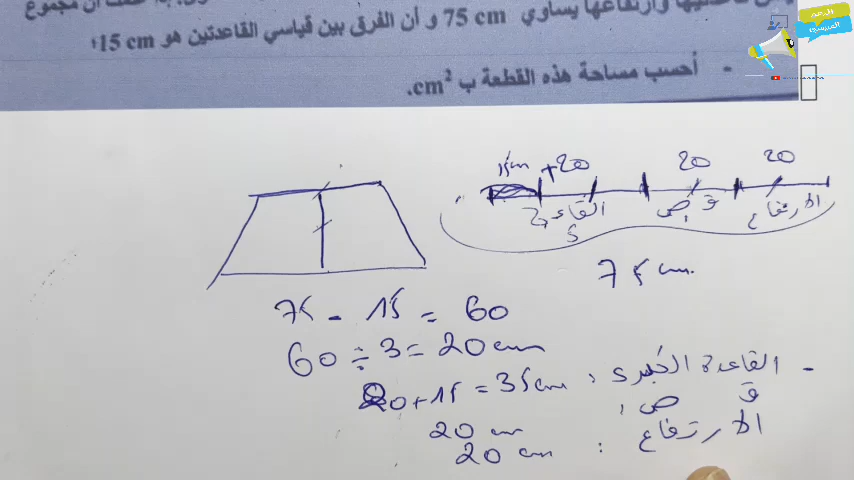 قاعدتيها وارتفاعها يساوي 75 cm و أن الفرق بين قياسي القاعدتين هو 15 cm؟
- أحسب مساحة هذه القطعة ب cm².
15cm +20 20 20
القاعدة ق ص الارتفاع
75 cm.
75 - 15 = 60
60 ÷ 3 = 20 cm
- القاعدة الكبرى : 20 + 15 = 35 cm
ق ص :
20 cm
الارتفاع : 20 cm